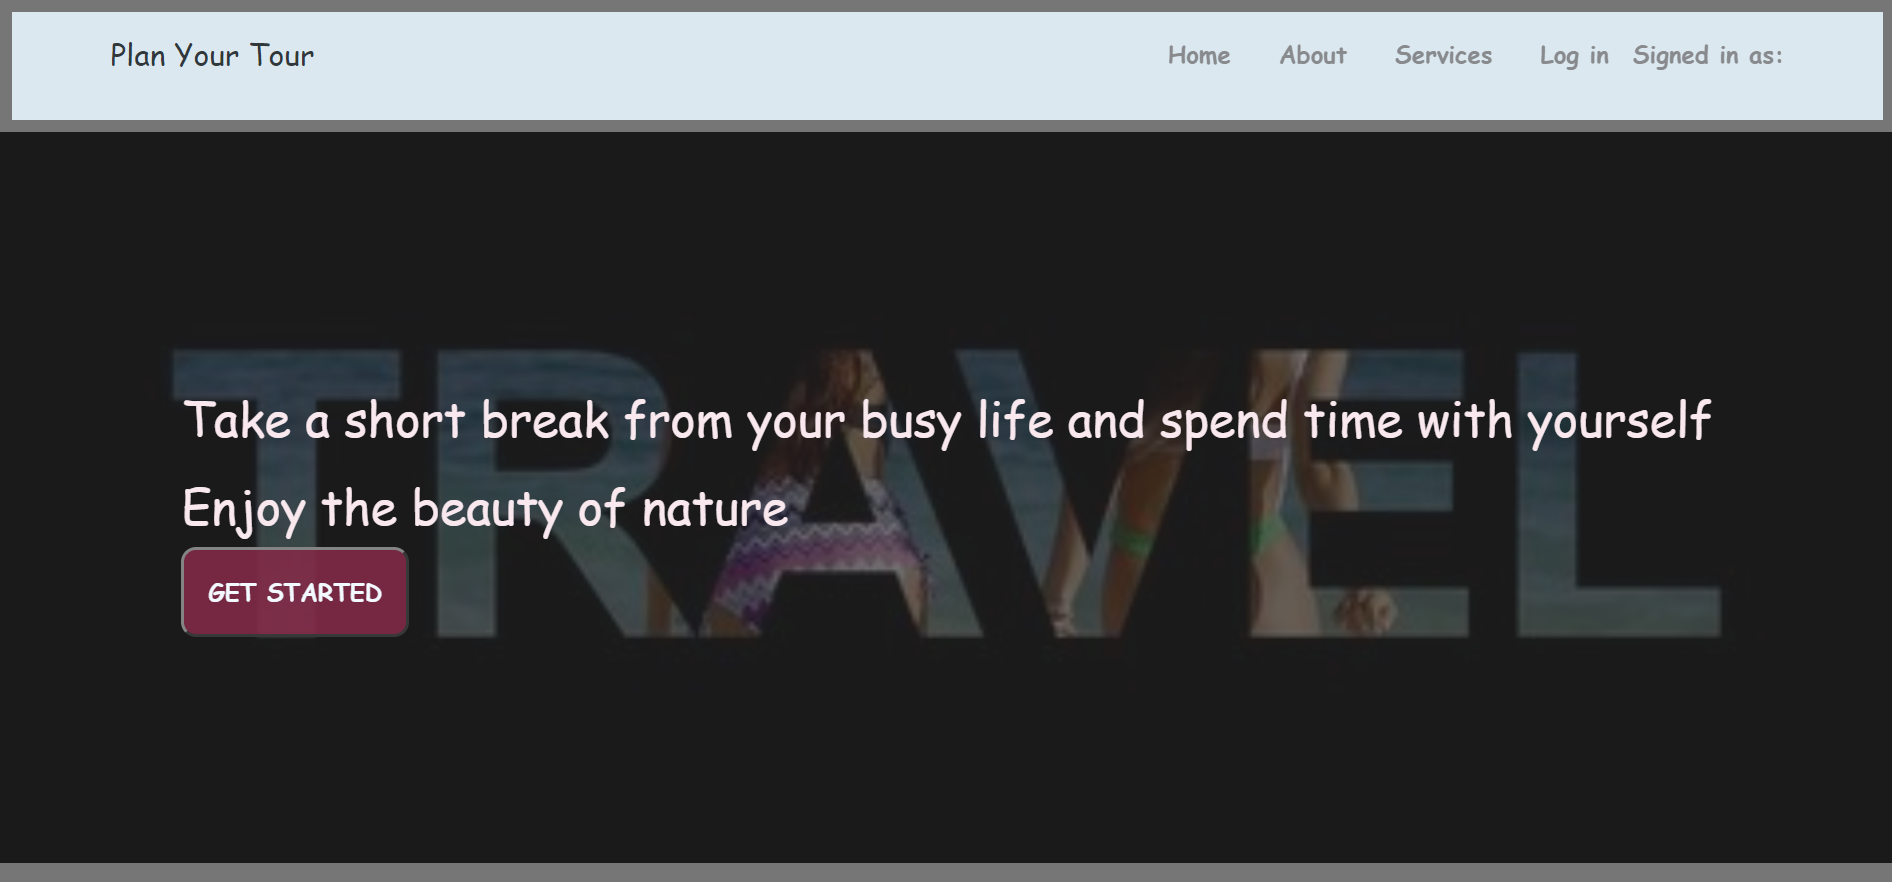 Plan Your Tour
Home About Services Log in Signed in as:
TRAVEL
Take a short break from your busy life and spend time with yourself
Enjoy the beauty of nature
GET STARTED